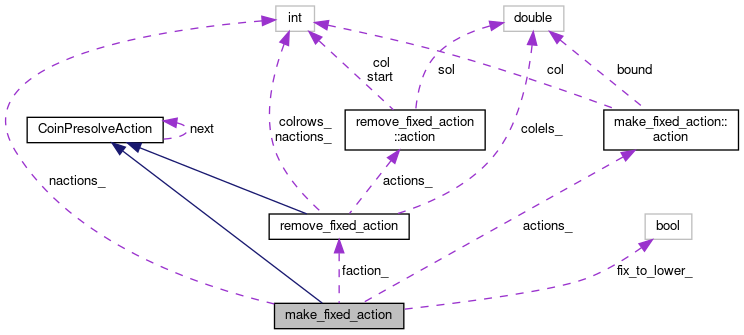 int
double
col
start
sol
col
bound
CoinPresolveAction
next
colrows_
nactions_
remove_fixed_action
::action
colels_
make_fixed_action::
action
nactions_
actions_
remove_fixed_action
actions_
bool
faction_
fix_to_lower_
make_fixed_action